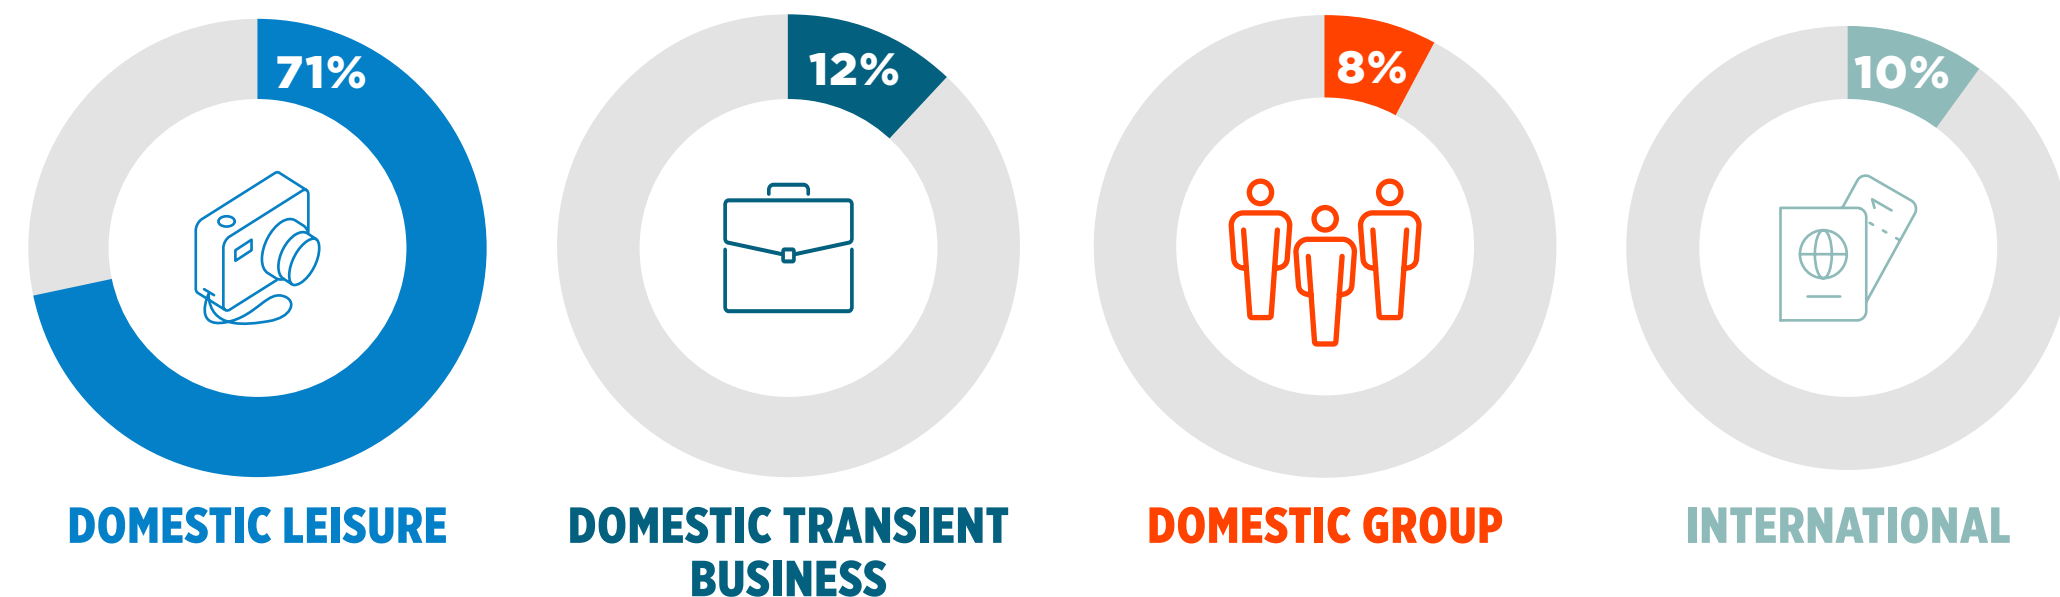 71%
12%
8%
10%
DOMESTIC LEISURE
DOMESTIC TRANSIENT
BUSINESS
DOMESTIC GROUP
INTERNATIONAL